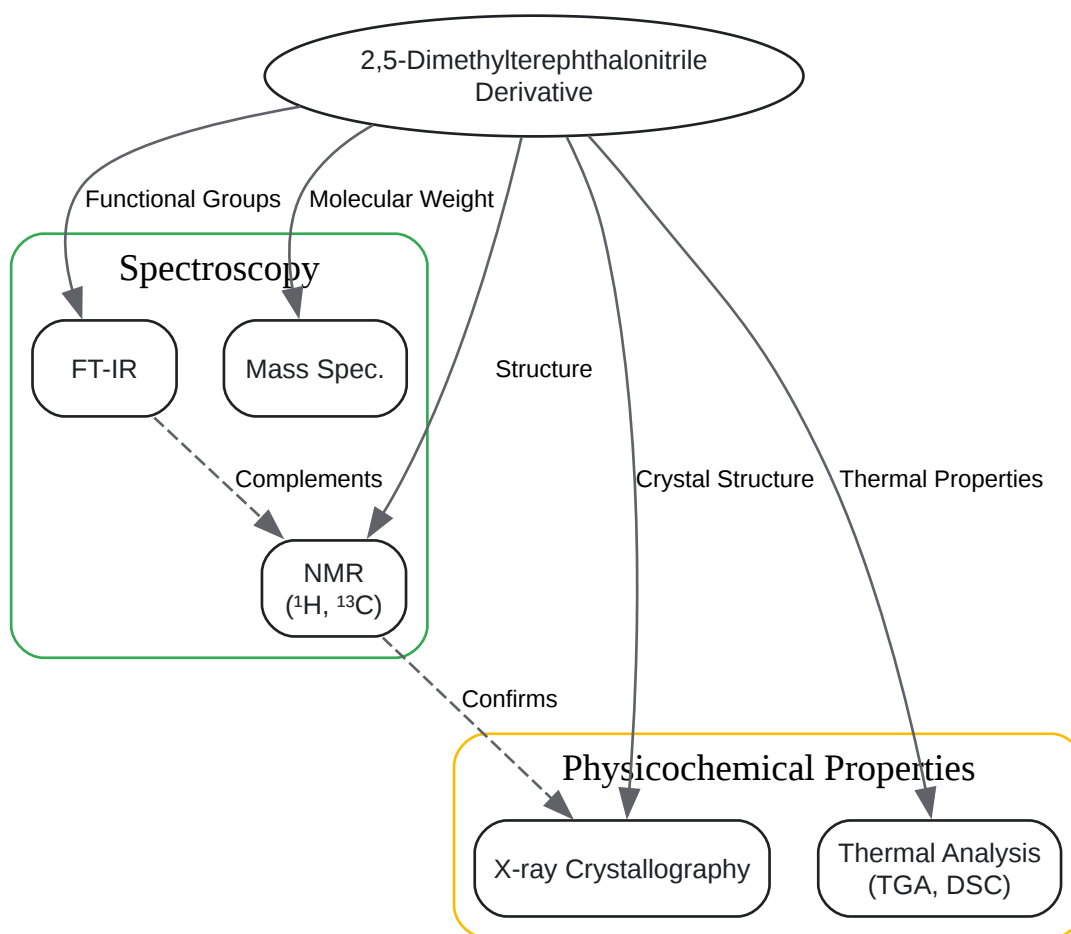 2,5-Dimethylterephthalonitrile
Derivative
Functional Groups
Molecular Weight
Spectroscopy
FT-IR
Mass Spec.
Structure
Complements
Crystal Structure
Thermal Properties
NMR
(¹H, ¹³C)
Confirms
Physicochemical Properties
X-ray Crystallography
Thermal Analysis
(TGA, DSC)